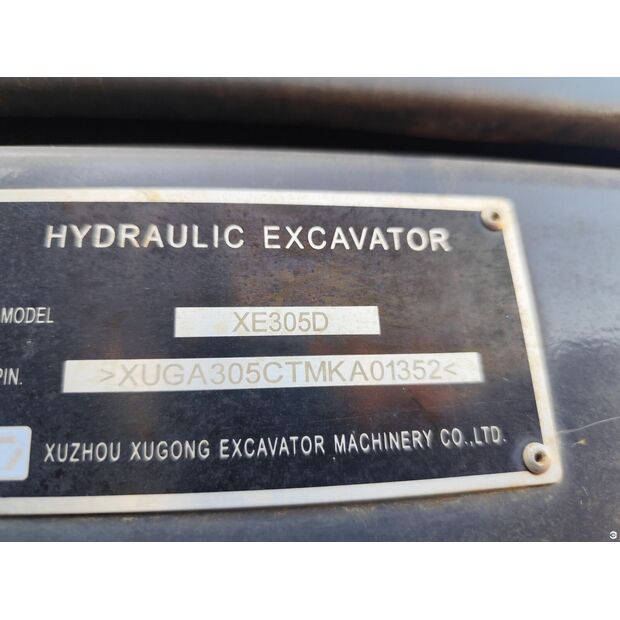 HYDRAULIC EXCAVATOR
MODEL XE305D
PIN. >XUGA305CTMKA01352<
XUZHOU XUGONG EXCAVATOR MACHINERY CO.,LTD.